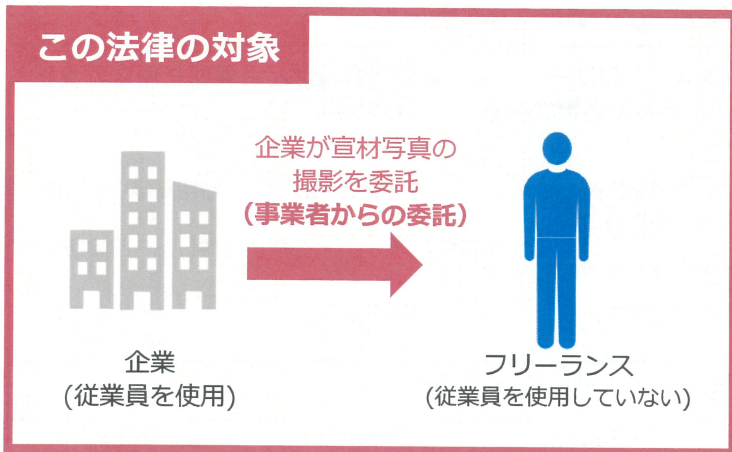 この法律の対象
企業が宣材写真の
撮影を委託
(事業者からの委託)
企業
(従業員を使用)
フリーランス
(従業員を使用していない)